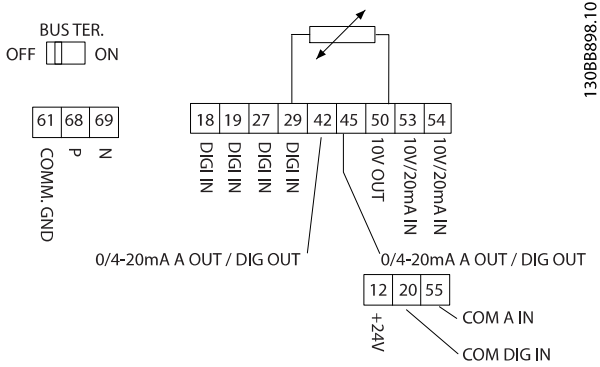 130BB898.10
BUS TER.
OFF ON
61 68 69
COMM. GND
P
N
18 19 27 29 42 45 50 53 54
DIGI IN
DIGI IN
DIGI IN
DIGI IN
10V OUT
10V/20mA IN
10V/20mA IN
0/4-20mA A OUT / DIG OUT
0/4-20mA A OUT / DIG OUT
12 20 55
+24V
COM A IN
COM DIG IN